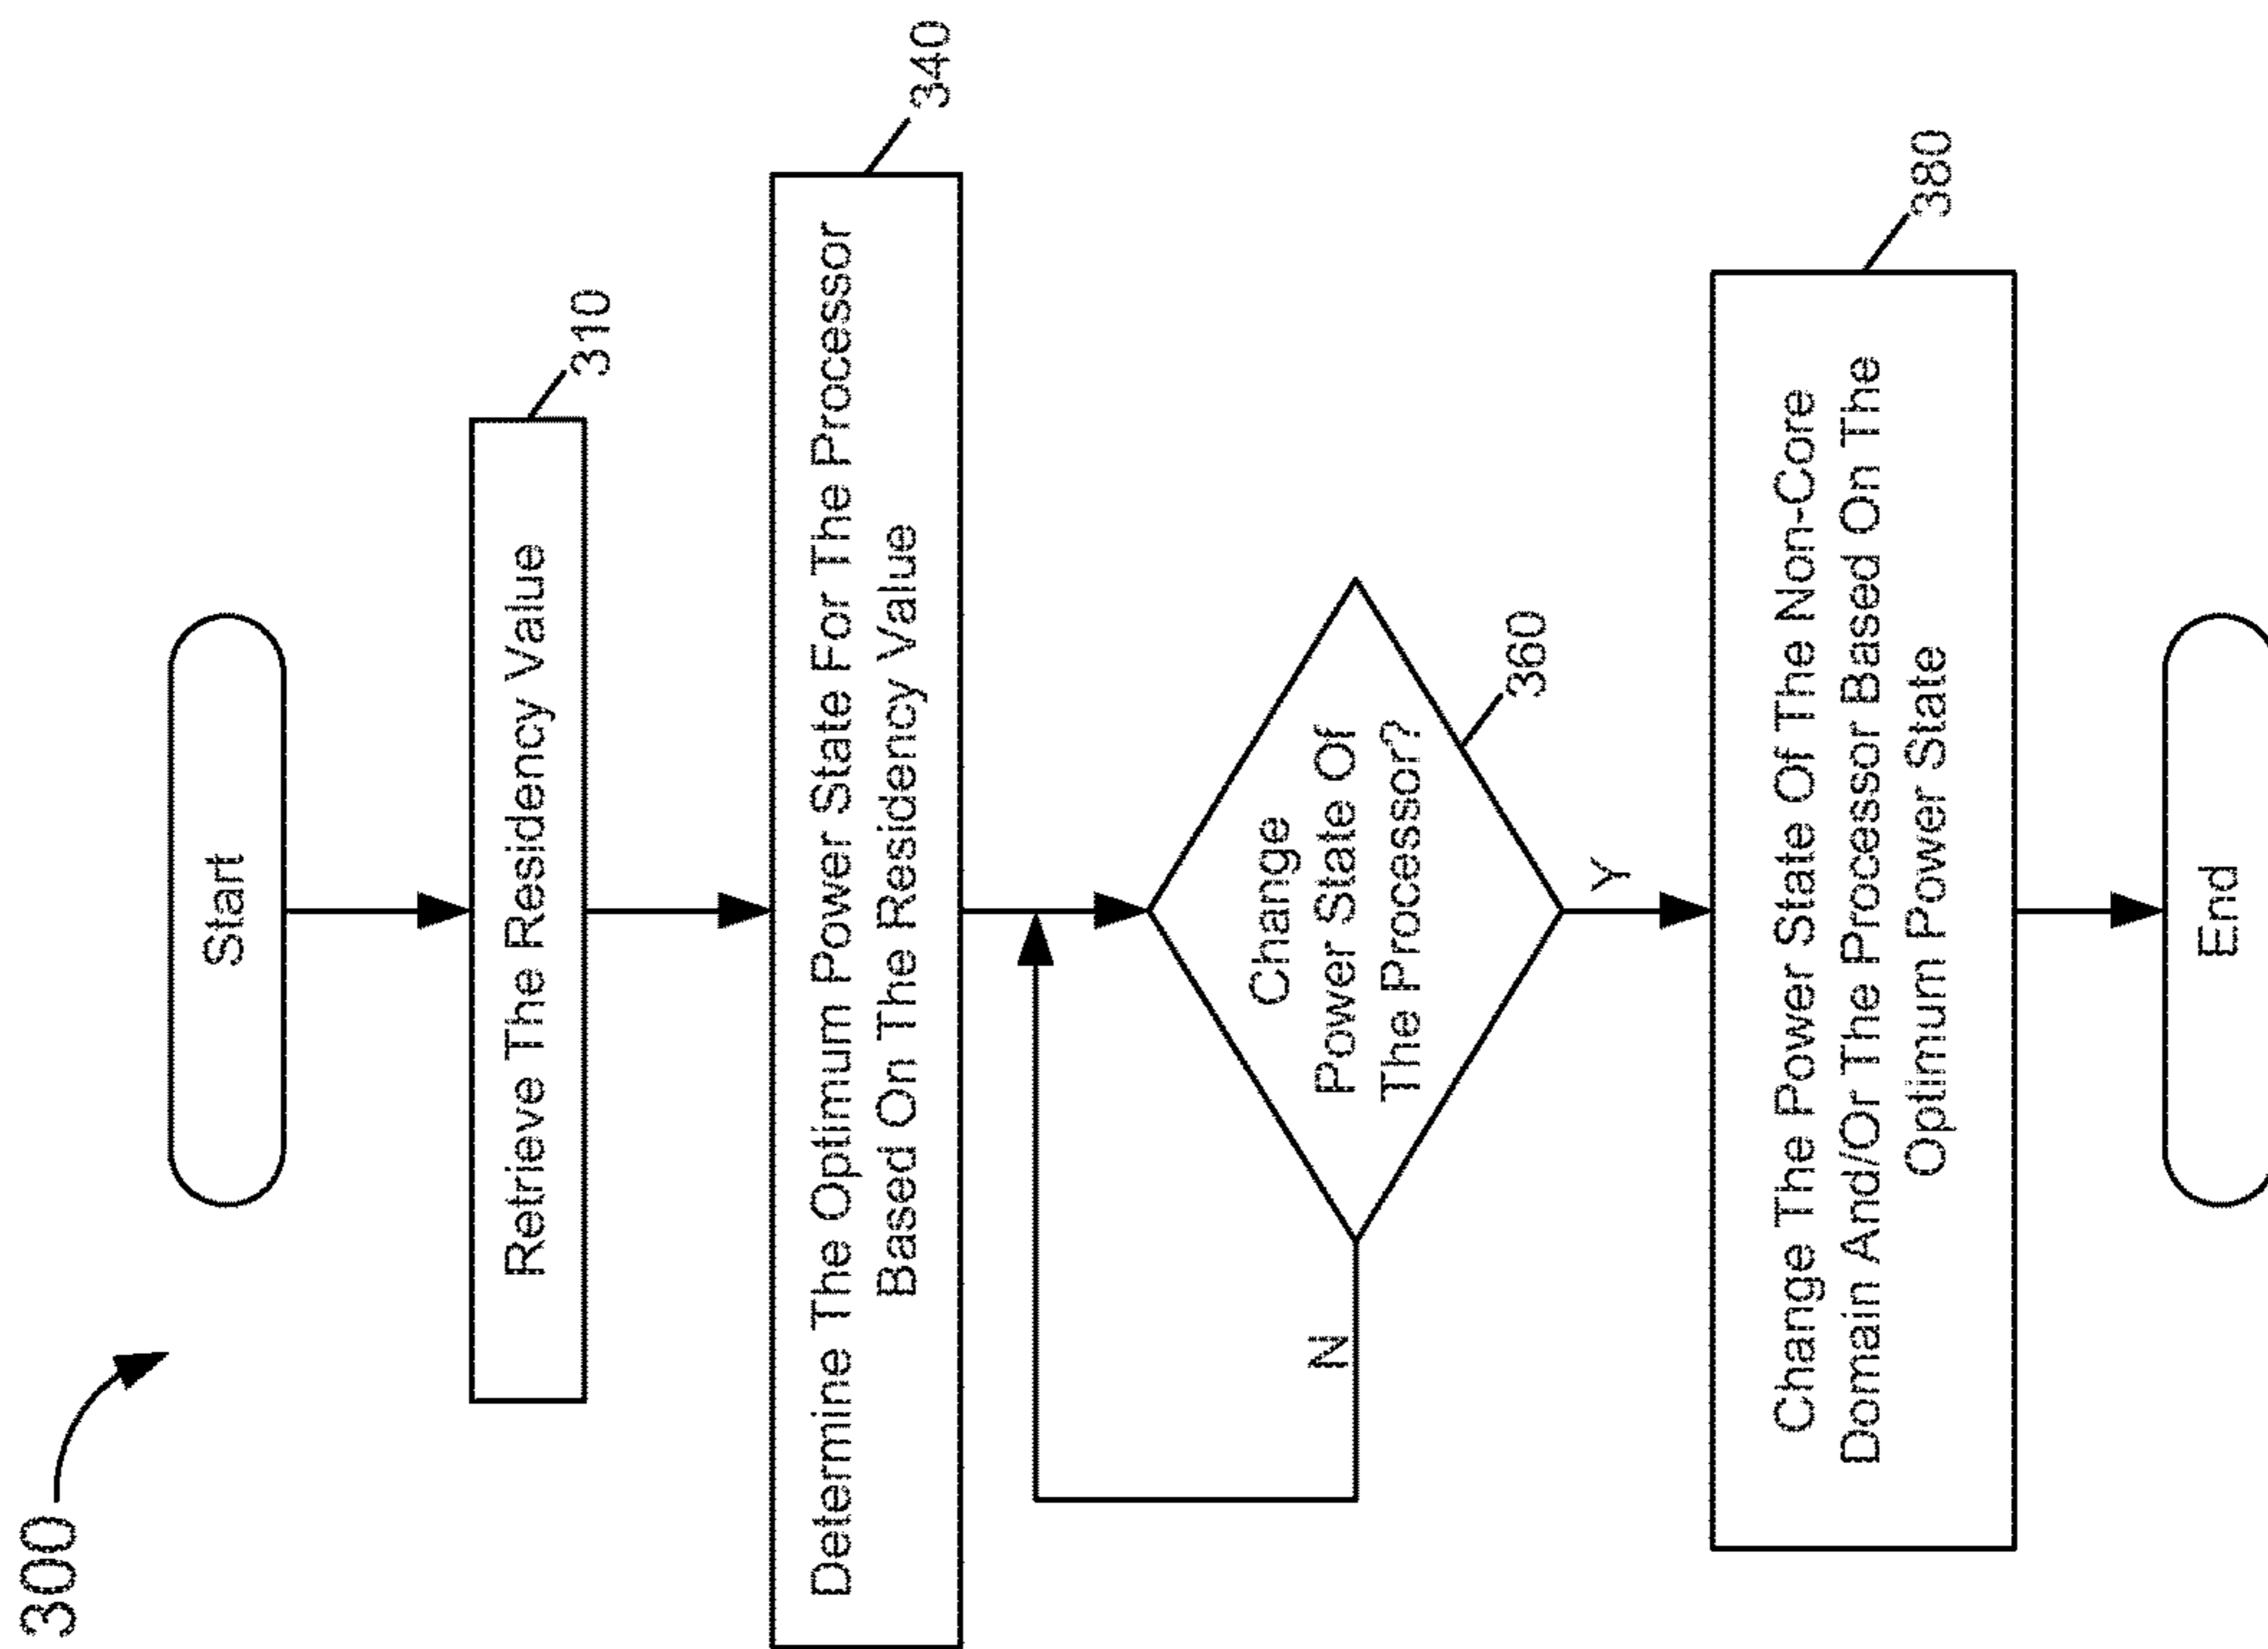 300
Start
Retrieve The Residency Value
310
Determine The Optimum Power State For The Processor
Based On The Residency Value
340
Change
Power State Of
The Processor?
360
N
Y
Change The Power State Of The Non-Core
Domain And/Or The Processor Based On The
Optimum Power State
380
End